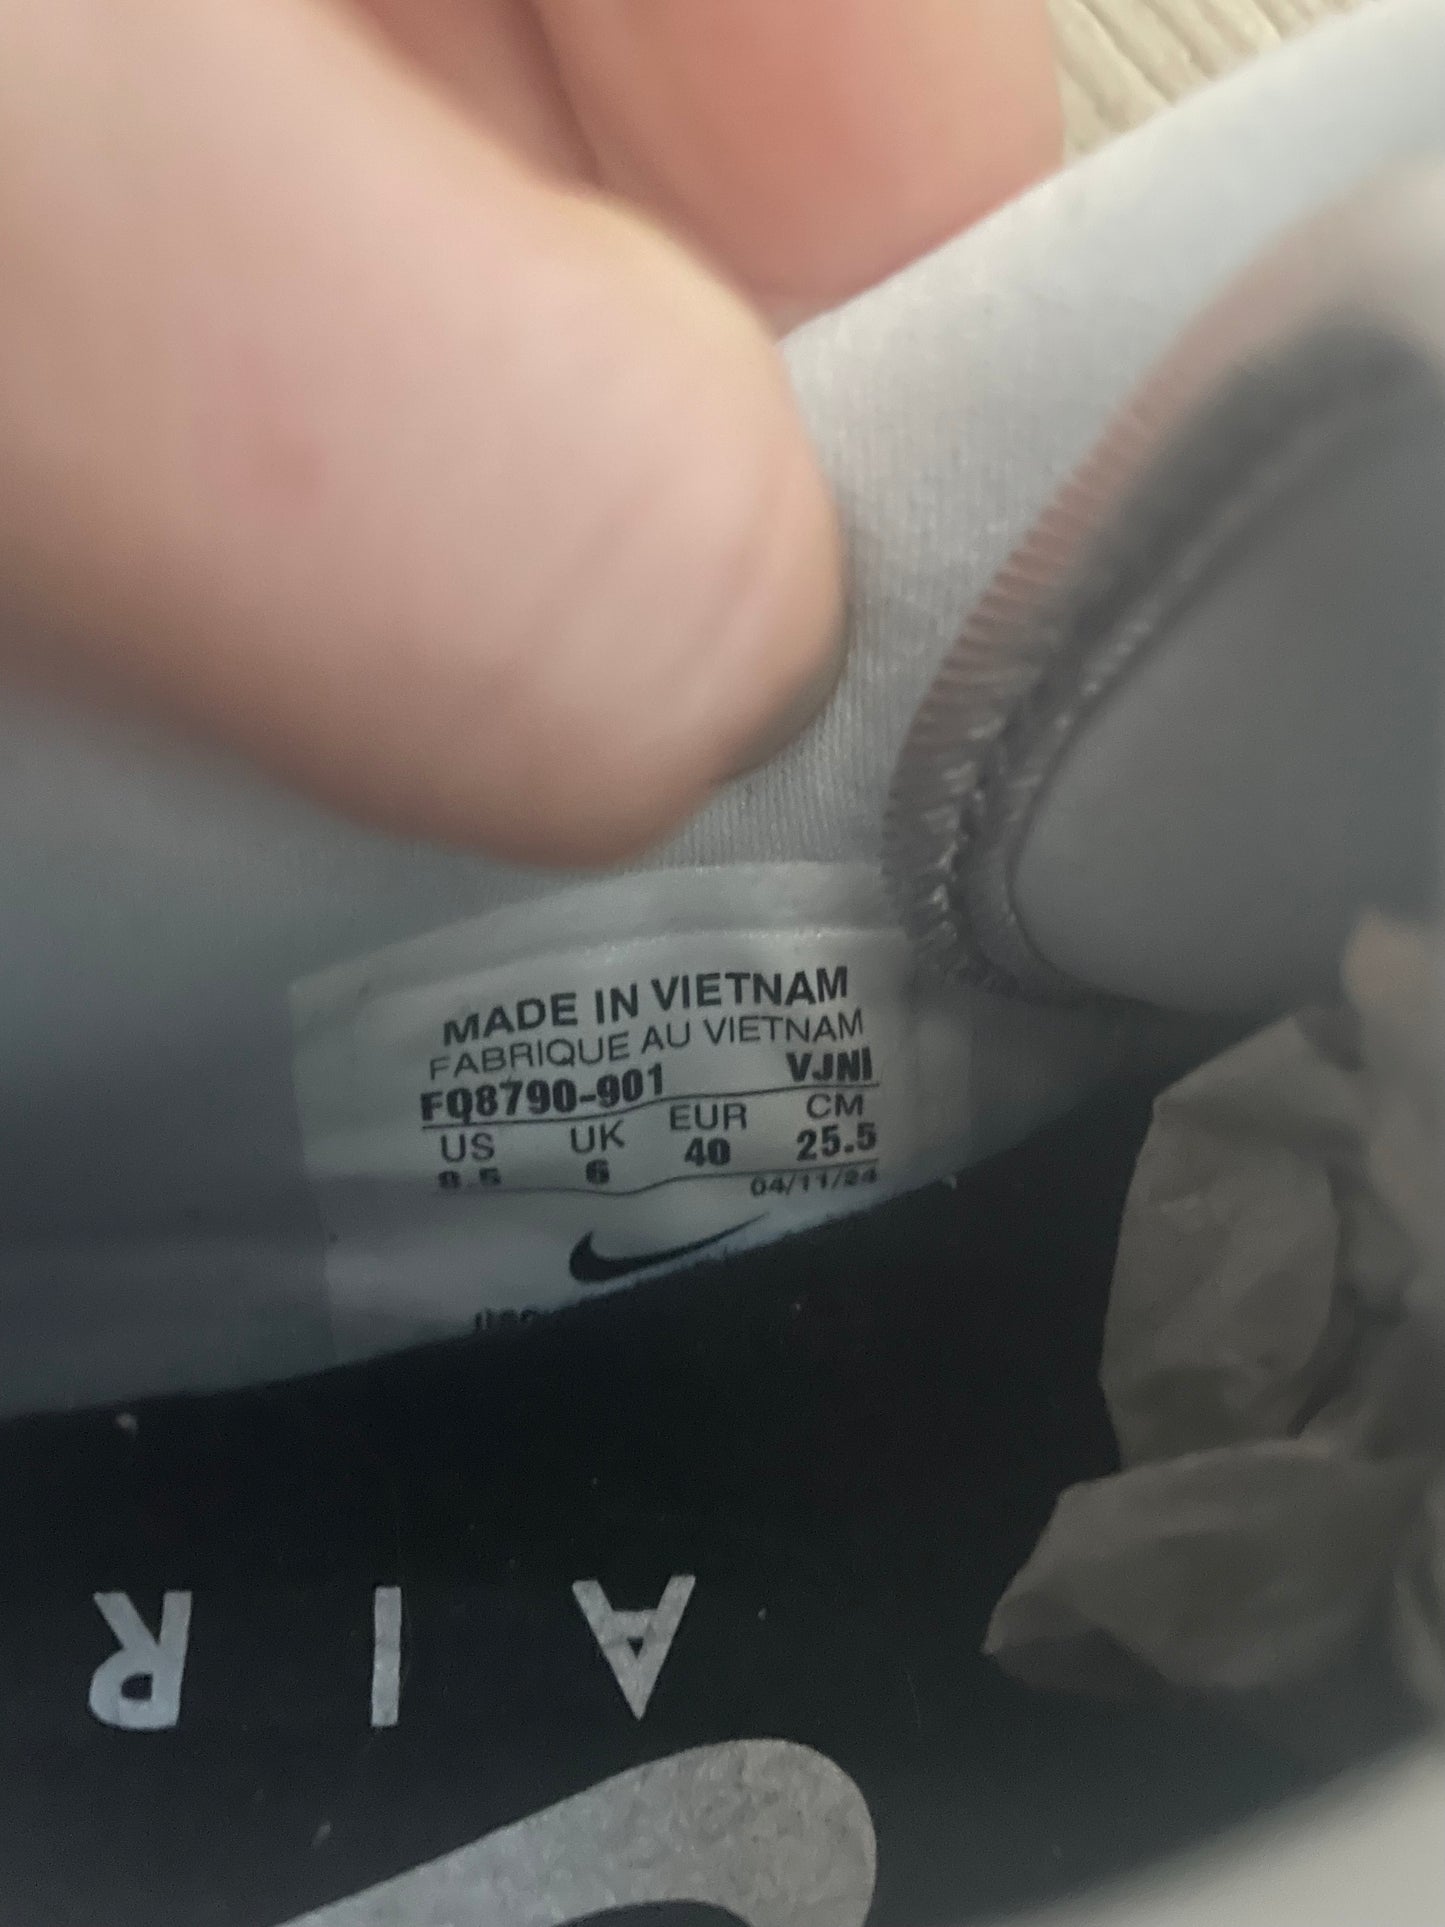 MADE IN VIETNAM
FABRIQUE AU VIETNAM
FQ8790-901 VJNI
US UK EUR CM
8.5 6 40 25.5
04/11/24
AIR